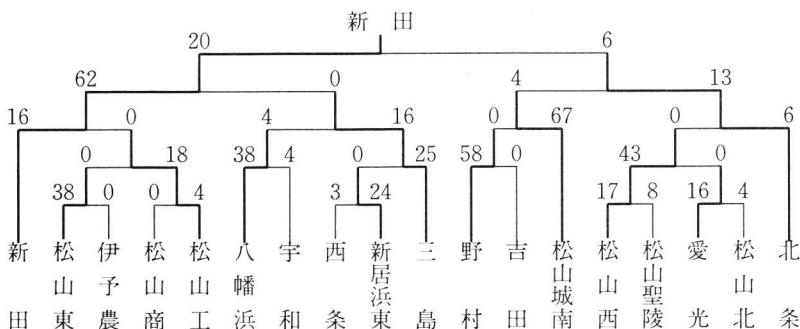 新 田
20 6
62 0 4 13
16 0 4 16 0 67 0 6
0 18 38 4 0 25 58 0 43 0
38 0 0 4 3 24 17 8 16 4
新田
松山東
伊予農
松山商
松山工
八幡浜
宇和
西条
新居浜東
三島
野村
吉田
松山城南
松山西
松山聖陵
愛光
松山北
北条